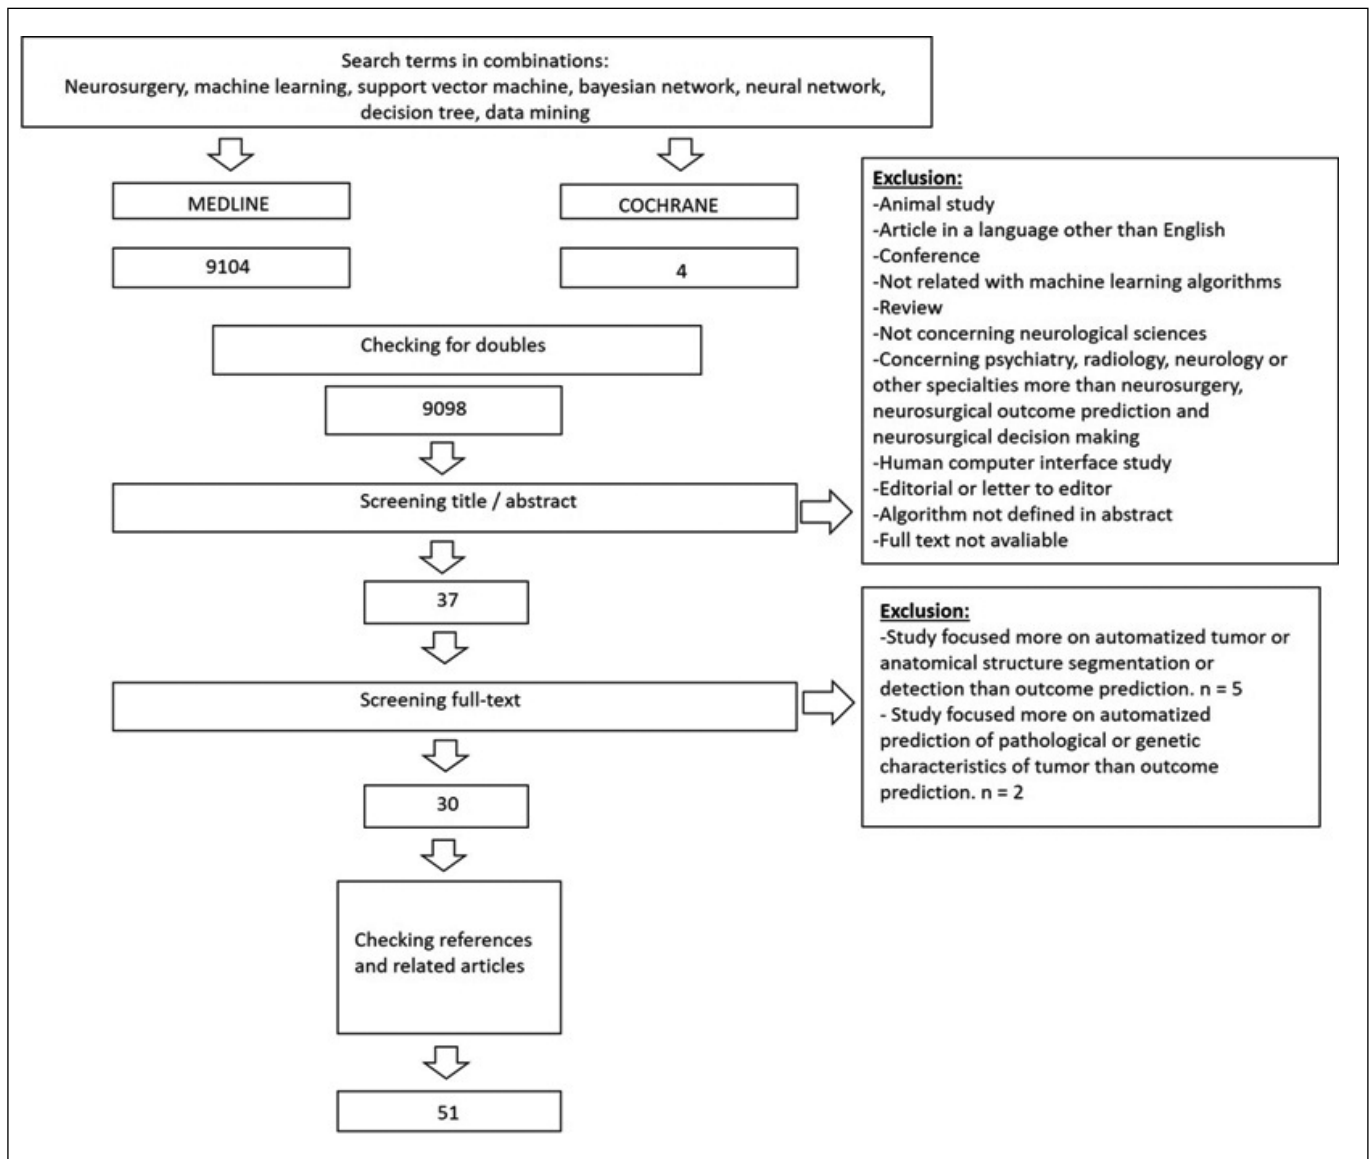 Search terms in combinations:
Neurosurgery, machine learning, support vector machine, bayesian network, neural network,
decision tree, data mining
MEDLINE
COCHRANE
9104
4
Checking for doubles
9098
Screening title / abstract
Exclusion:
-Animal study
-Article in a language other than English
-Conference
-Not related with machine learning algorithms
-Review
-Not concerning neurological sciences
-Concerning psychiatry, radiology, neurology or
other specialties more than neurosurgery,
neurosurgical outcome prediction and
neurosurgical decision making
-Human computer interface study
-Editorial or letter to editor
-Algorithm not defined in abstract
-Full text not avaliable
37
Screening full-text
Exclusion:
-Study focused more on automatized tumor or
anatomical structure segmentation or
detection than outcome prediction. n = 5
- Study focused more on automatized
prediction of pathological or genetic
characteristics of tumor than outcome
prediction. n = 2
30
Checking references
and related articles
51